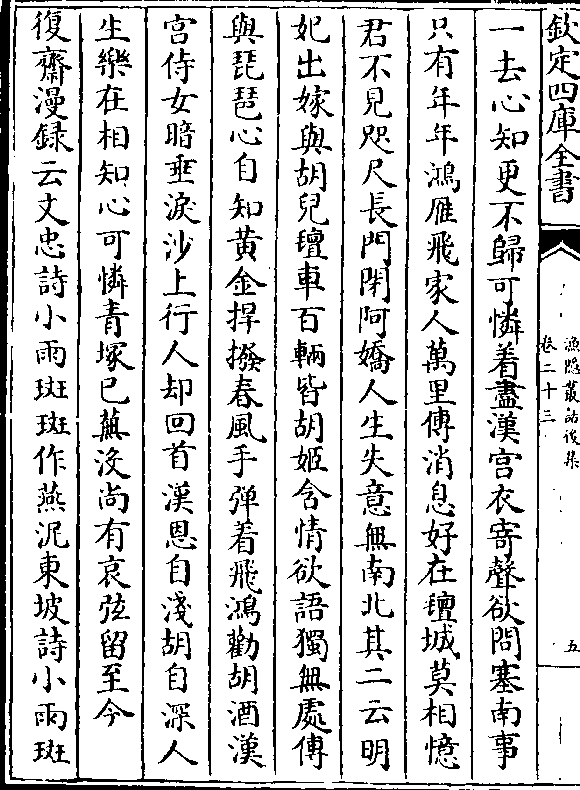 欽定四庫全書
漁隱叢話後集
卷二十三
五
一去心知更不歸可憐着盡漢宮衣寄聲欲問塞南事
只有年年鴻雁飛家人萬里傳消息好在氊城莫相憶
君不見咫尺長門閉阿嬌人生失意無南北其二云明
妃出嫁與胡兒氊車百輛皆胡姬含情欲語獨無處傳
與琵琶心自知黃金捍撥春風手彈着飛鴻勸胡酒漢
宮侍女暗垂淚沙上行人却回首漢恩自淺胡自深人
生樂在相知心可憐青塚已蕪沒尚有哀弦留至今
復齋漫録云文忠詩小雨斑斑作燕泥東坡詩小雨斑